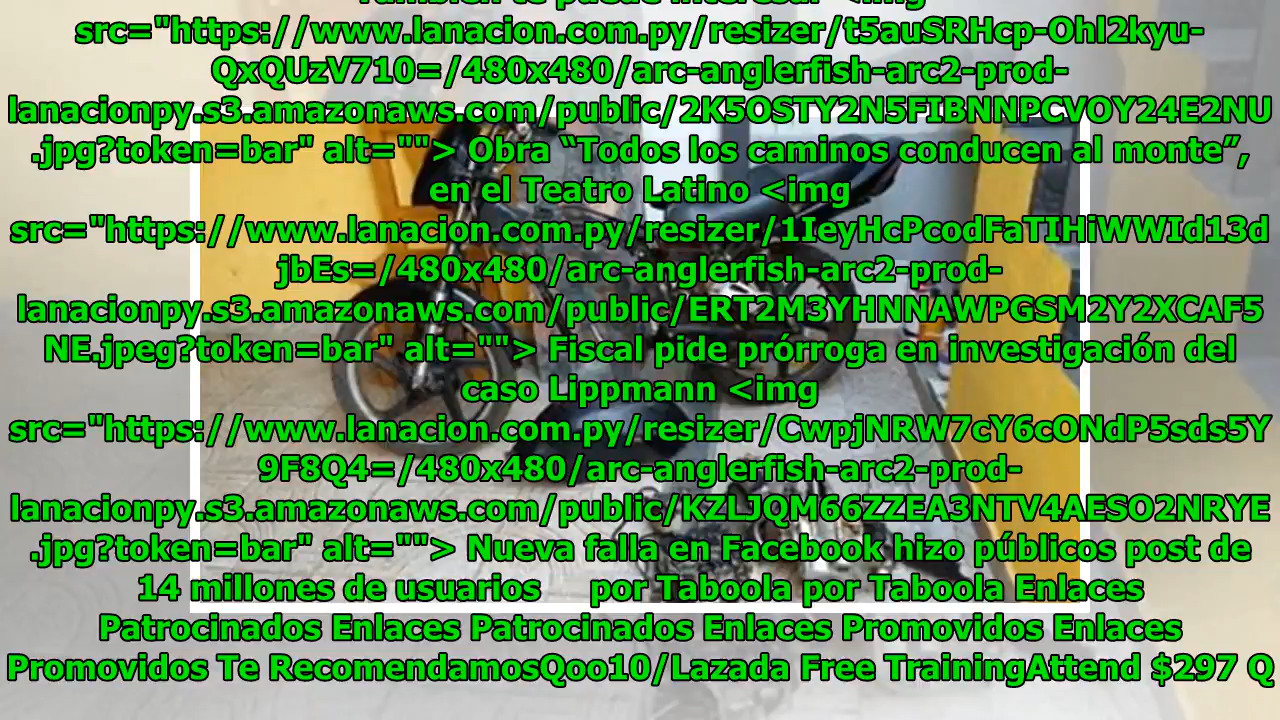 También te puede interesar <img
src="https://www.lanacion.com.py/resizer/t5auSRHcp-Ohl2kyu-
QxQUzV710=/480x480/arc-anglerfish-arc2-prod-
lanacionpy.s3.amazonaws.com/public/2K5OSTY2N5FIBNNPCVOY24E2NU
.jpg?token=bar" alt=""> Obra “Todos los caminos conducen al monte”,
en el Teatro Latino <img
src="https://www.lanacion.com.py/resizer/1IeyHcPcodFaTIHiWWId13d
jbEs=/480x480/arc-anglerfish-arc2-prod-
lanacionpy.s3.amazonaws.com/public/ERT2M3YHNNAWPGSM2Y2XCAF5
NE.jpeg?token=bar" alt=""> Fiscal pide prórroga en investigación del
caso Lippmann <img
src="https://www.lanacion.com.py/resizer/CwpjNRW7cY6cONdP5sds5Y
9F8Q4=/480x480/arc-anglerfish-arc2-prod-
lanacionpy.s3.amazonaws.com/public/KZLJQM66ZZEA3NTV4AESO2NRYE
.jpg?token=bar" alt=""> Nueva falla en Facebook hizo públicos post de
14 millones de usuarios por Taboola por Taboola Enlaces
Patrocinados Enlaces Patrocinados Enlaces Promovidos Enlaces
Promovidos Te RecomendamosQoo10/Lazada Free TrainingAttend $297 Q